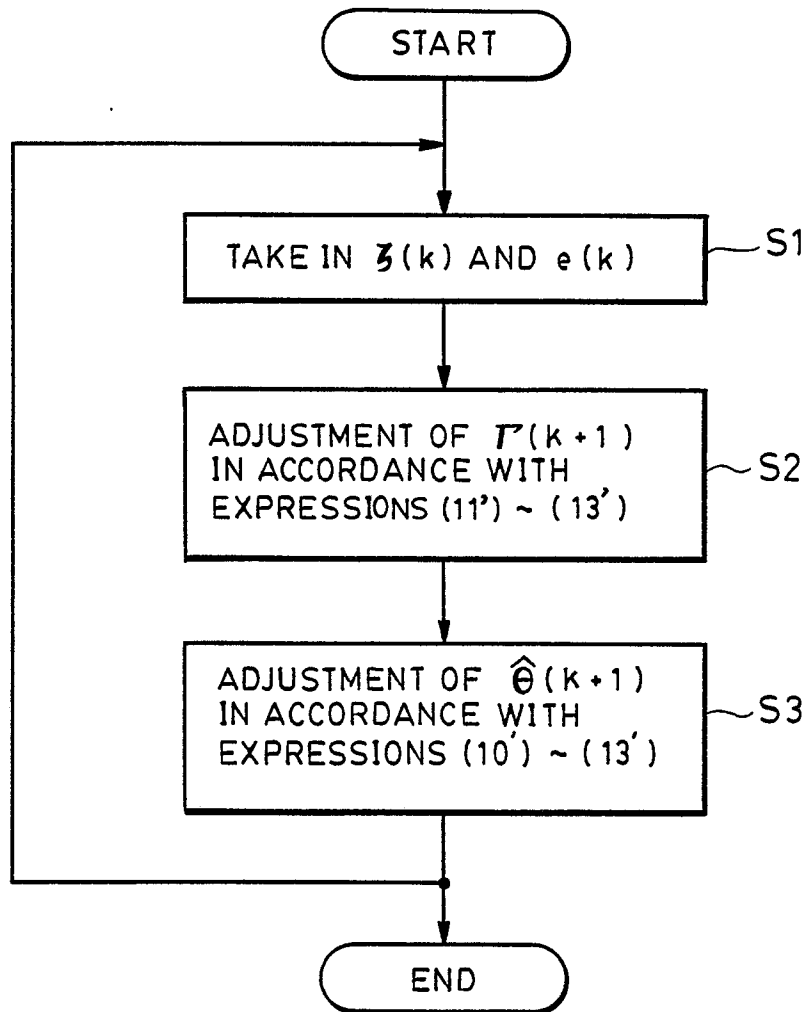 START
TAKE IN ζ(k) AND e(k)
S1
ADJUSTMENT OF Γ(k+1)
IN ACCORDANCE WITH
EXPRESSIONS (11') ~ (13')
S2
ADJUSTMENT OF θ̂(k+1)
IN ACCORDANCE WITH
EXPRESSIONS (10') ~ (13')
S3
END